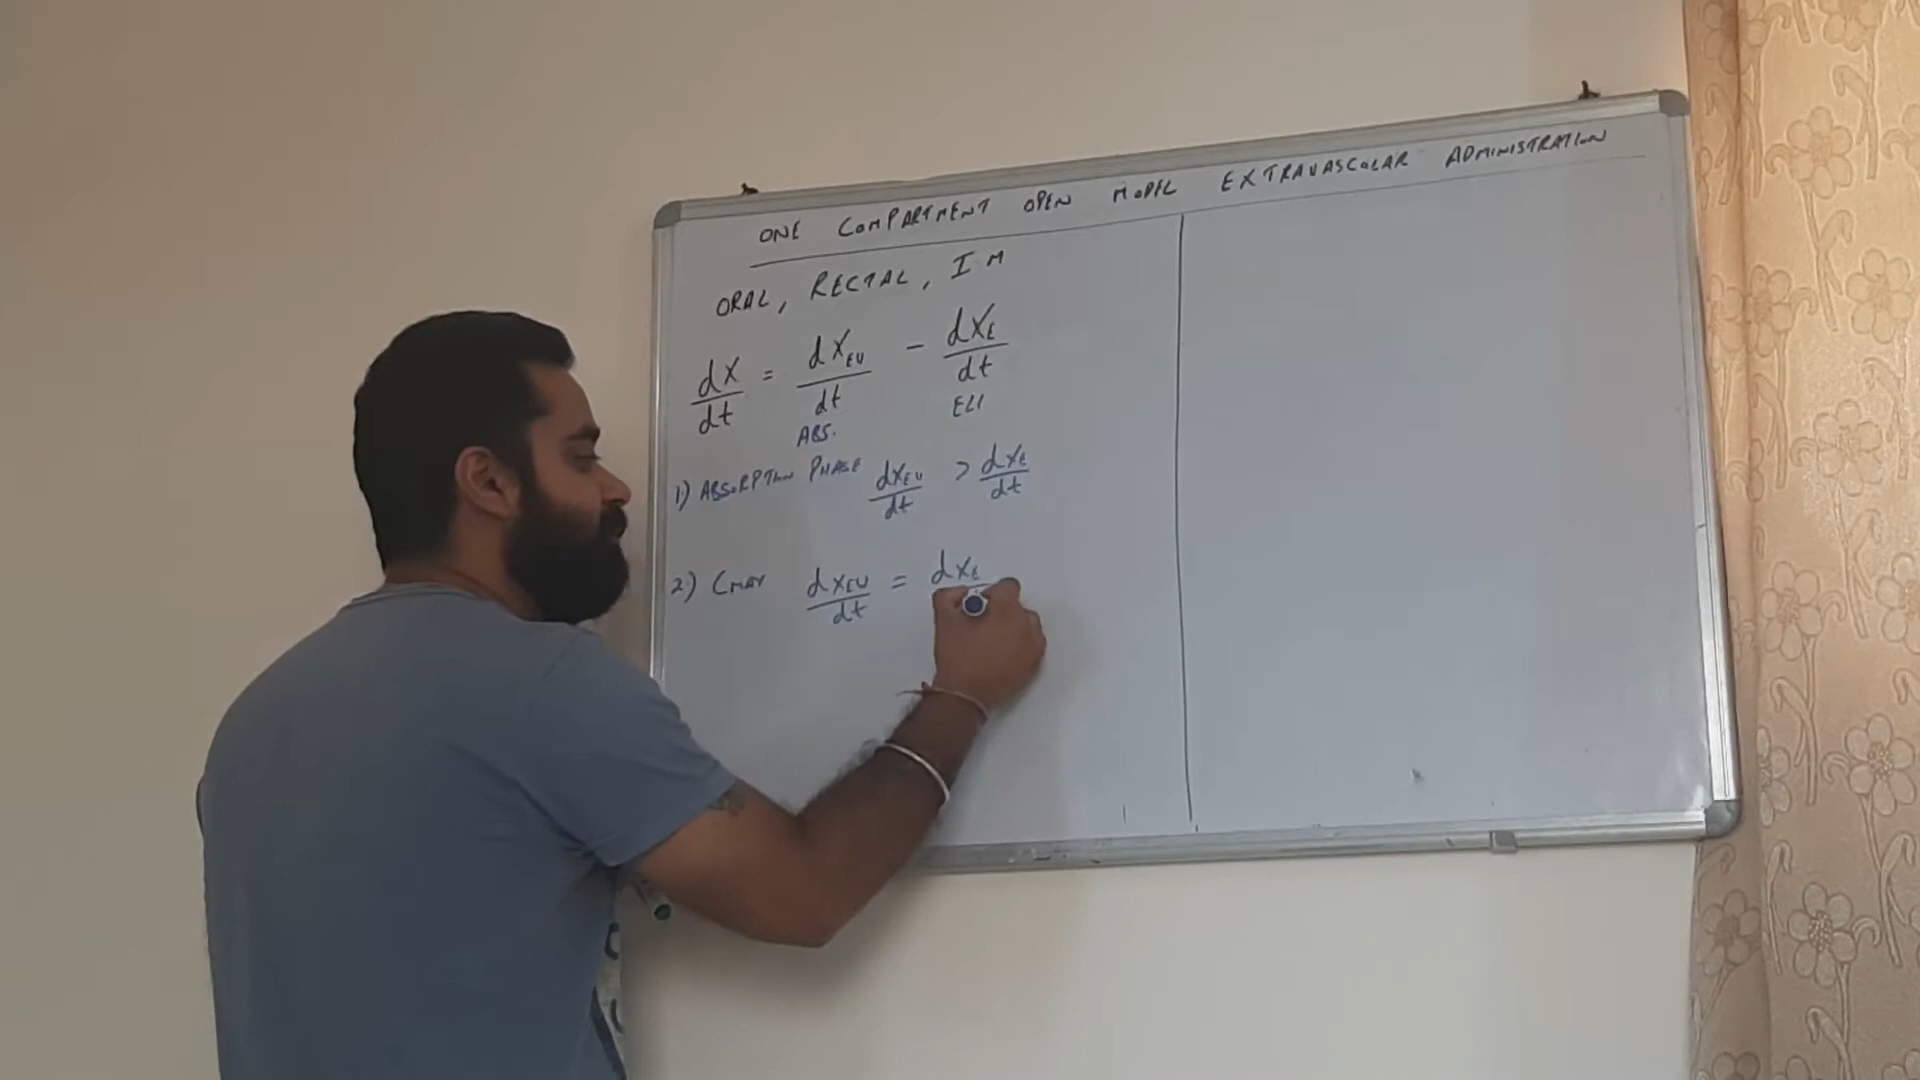 ONE COMPARTMENT OPEN MODEL EXTRAVASCULAR ADMINISTRATION
ORAL, RECTAL, I M
dX/dt = dX_EV/dt - dX_E/dt
ABS. ELI
1) ABSORPTION PHASE dX_EV/dt > dX_E/dt
2) CMAX dX_EV/dt = dX_E